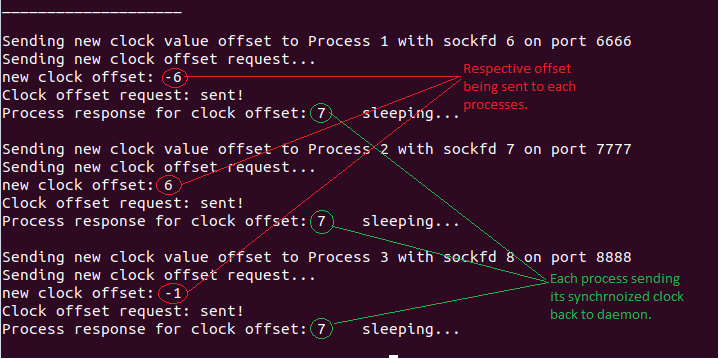 Sending new clock value offset to Process 1 with sockfd 6 on port 6666
Sending new clock offset request...
new clock offset: -6
Clock offset request: sent!
Process response for clock offset: 7    sleeping...
Respective offset
being sent to each
processes.
Sending new clock value offset to Process 2 with sockfd 7 on port 7777
Sending new clock offset request...
new clock offset: 6
Clock offset request: sent!
Process response for clock offset: 7    sleeping...
Sending new clock value offset to Process 3 with sockfd 8 on port 8888
Sending new clock offset request...
new clock offset: -1
Clock offset request: sent!
Process response for clock offset: 7    sleeping...
Each process sending
its synchrnoized clock
back to daemon.